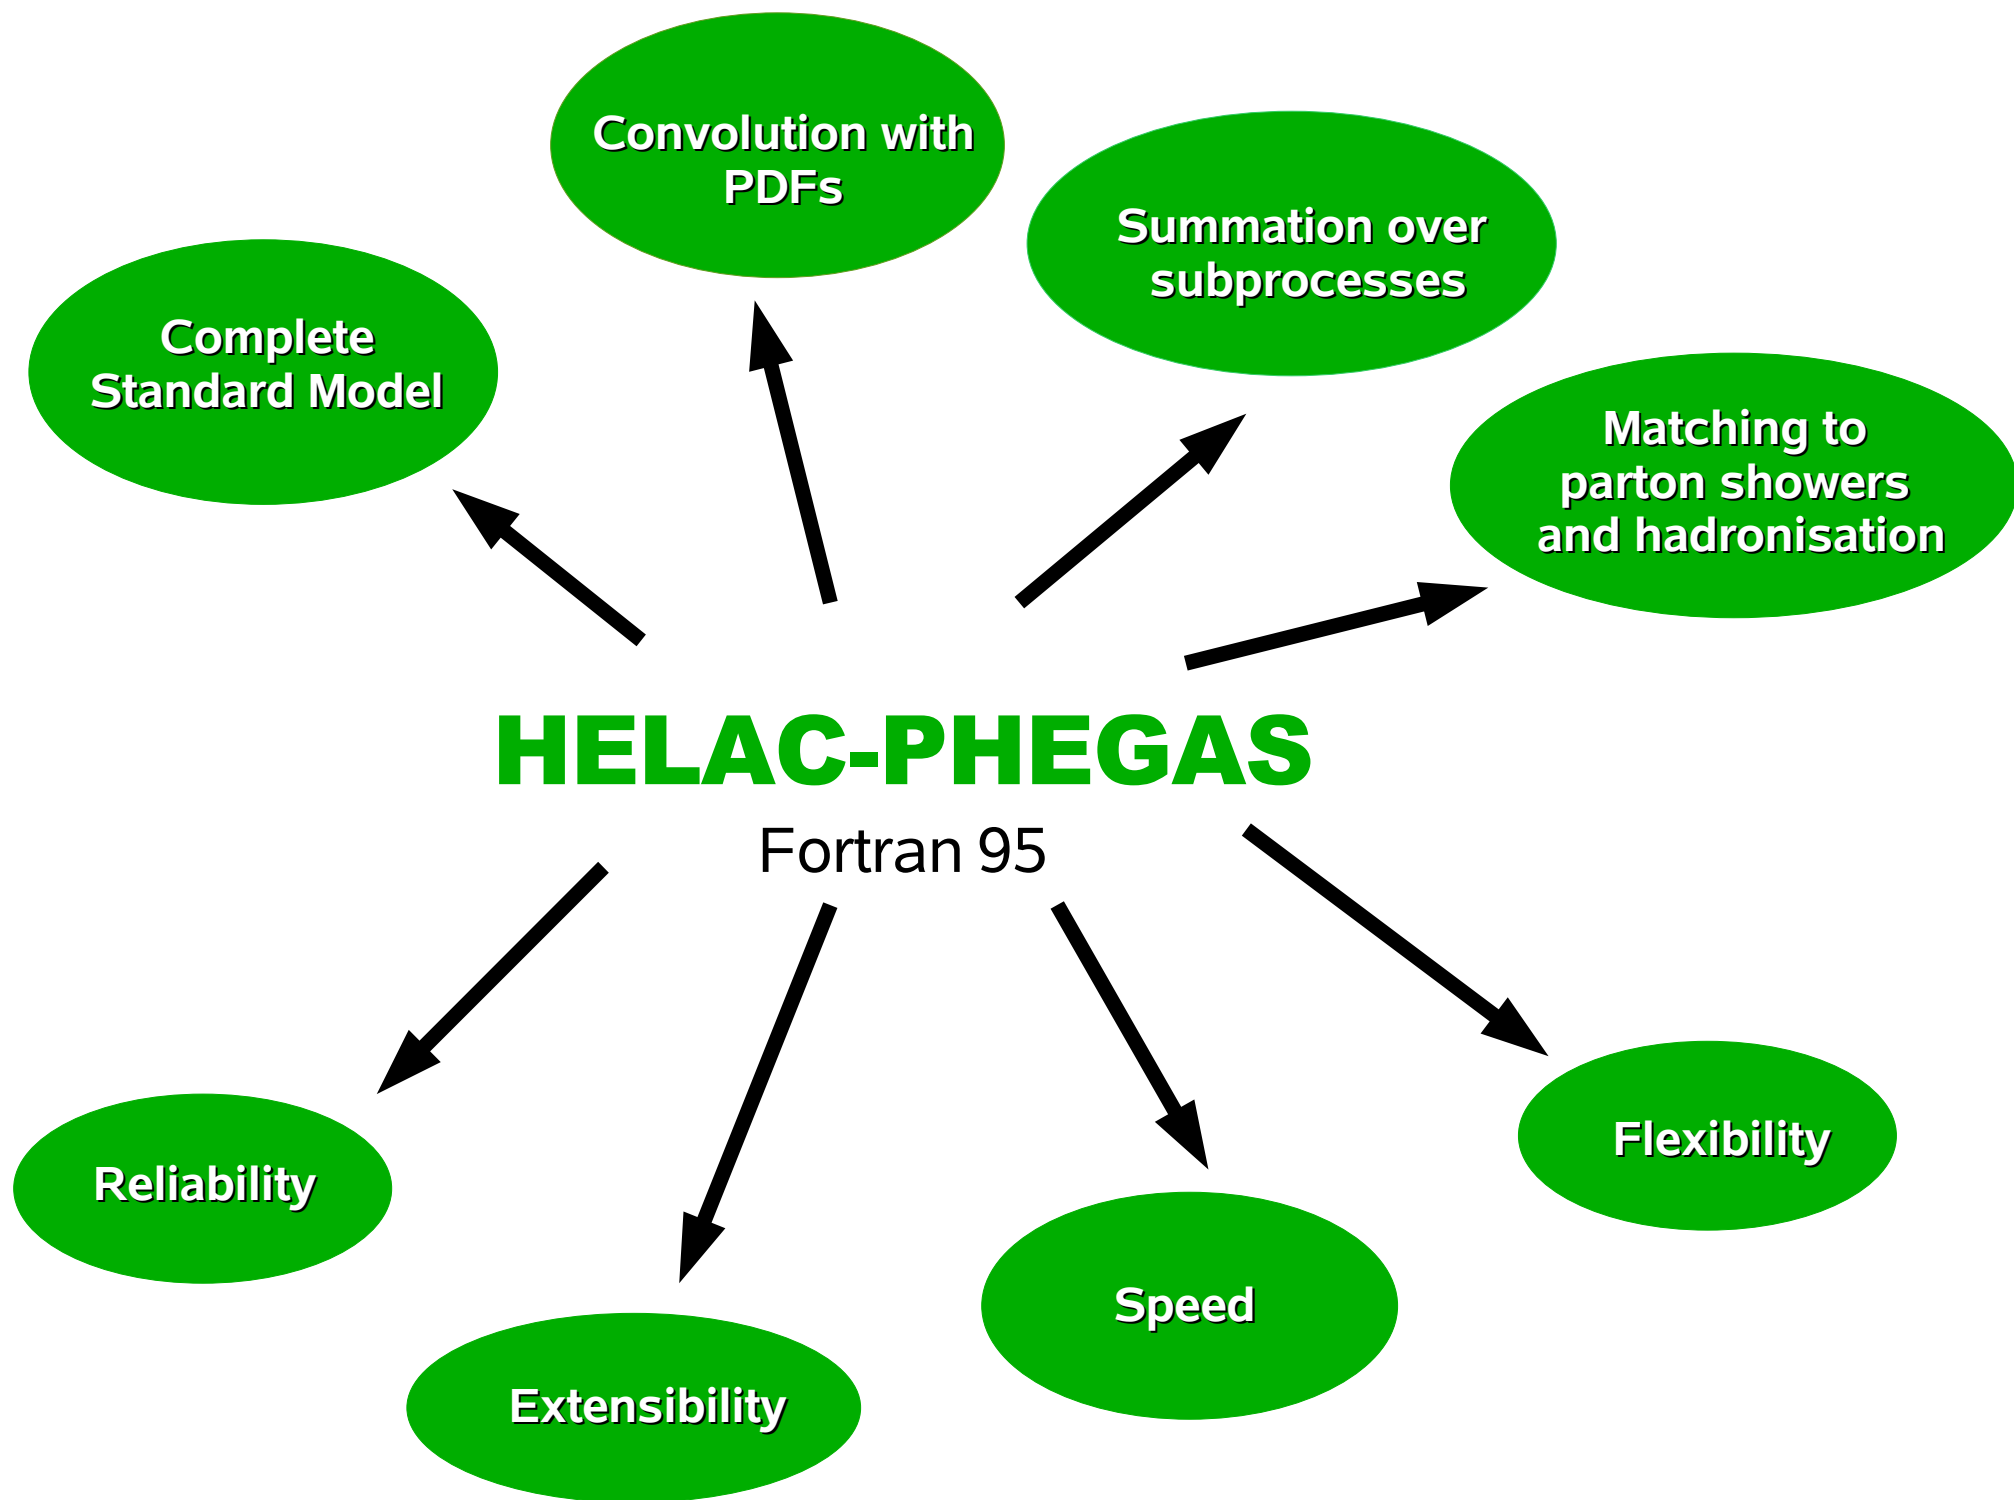 Convolution with
PDFs
Summation over
subprocesses
Complete
Standard Model
Matching to
parton showers
and hadronisation
HELAC-PHEGAS
Fortran 95
Reliability
Flexibility
Speed
Extensibility